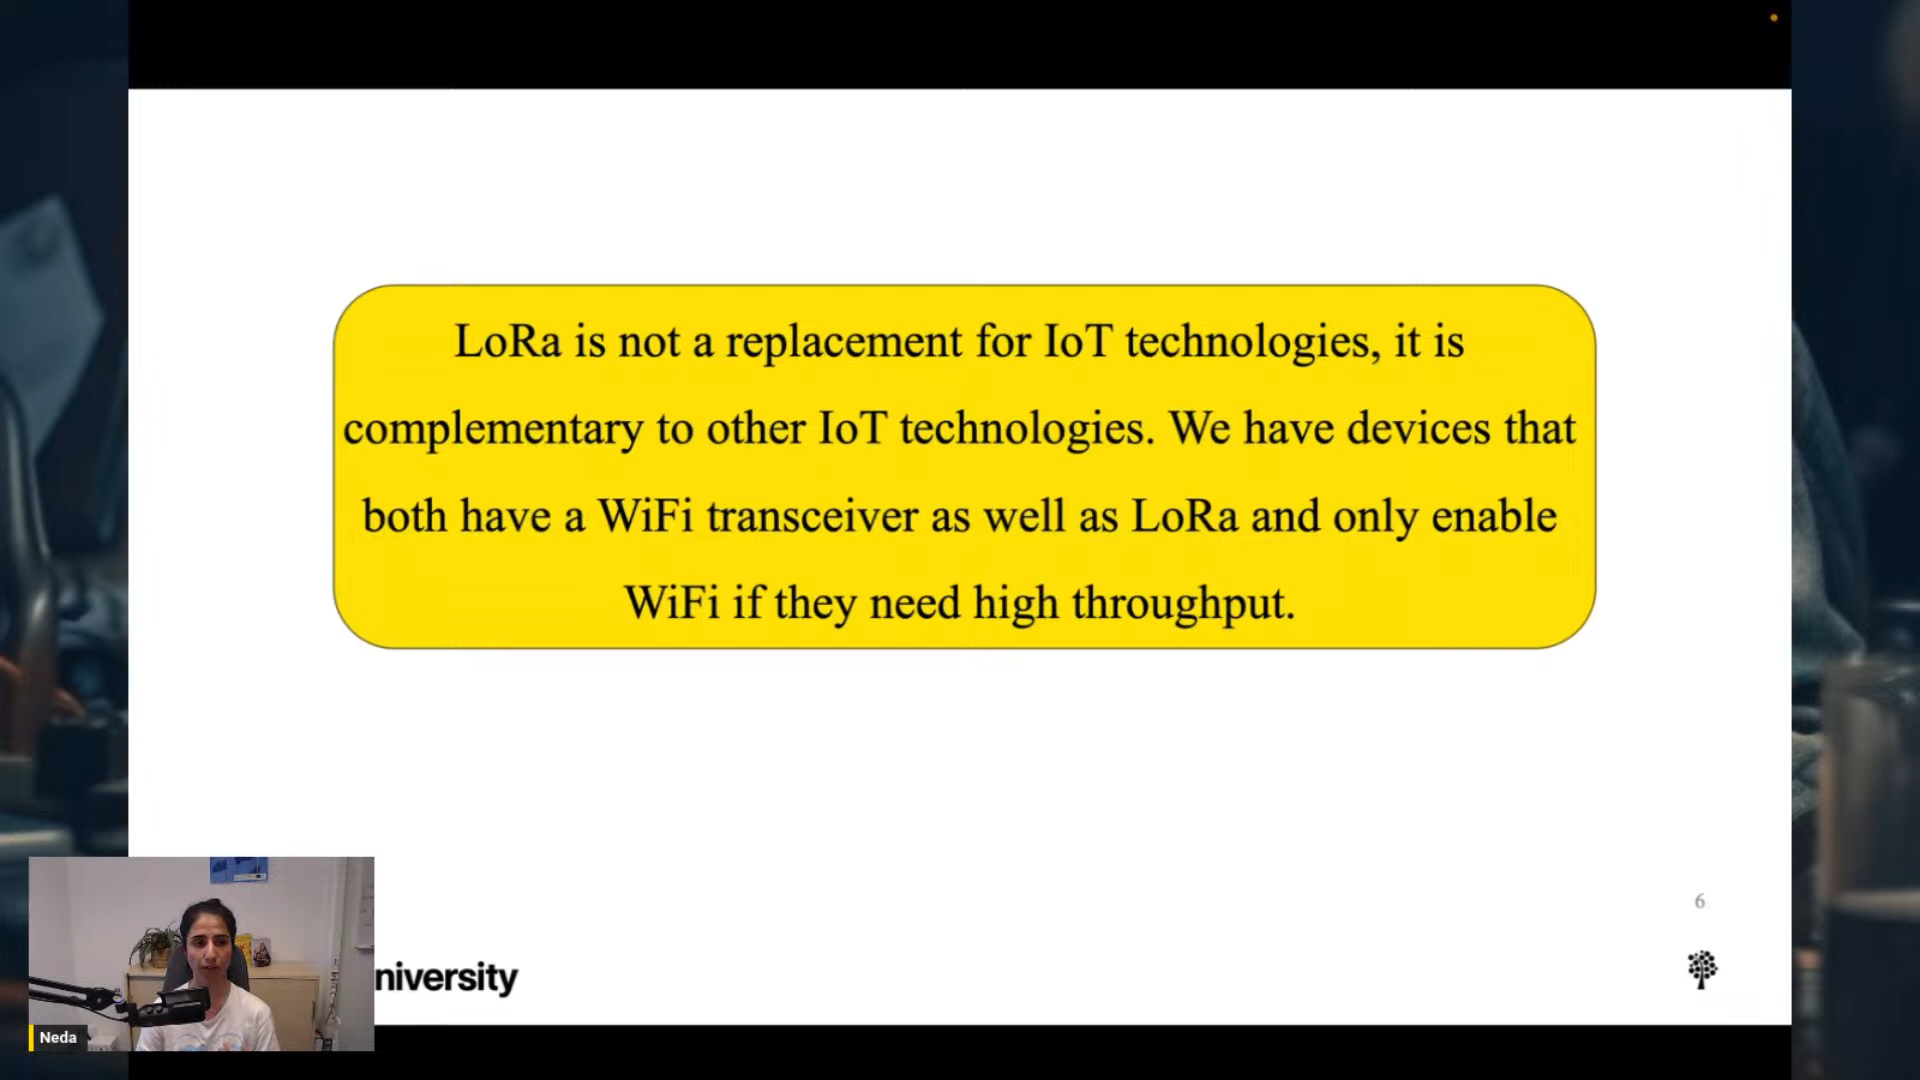 LoRa is not a replacement for IoT technologies, it is
complementary to other IoT technologies. We have devices that
both have a WiFi transceiver as well as LoRa and only enable
WiFi if they need high throughput.
6
niversity
Neda